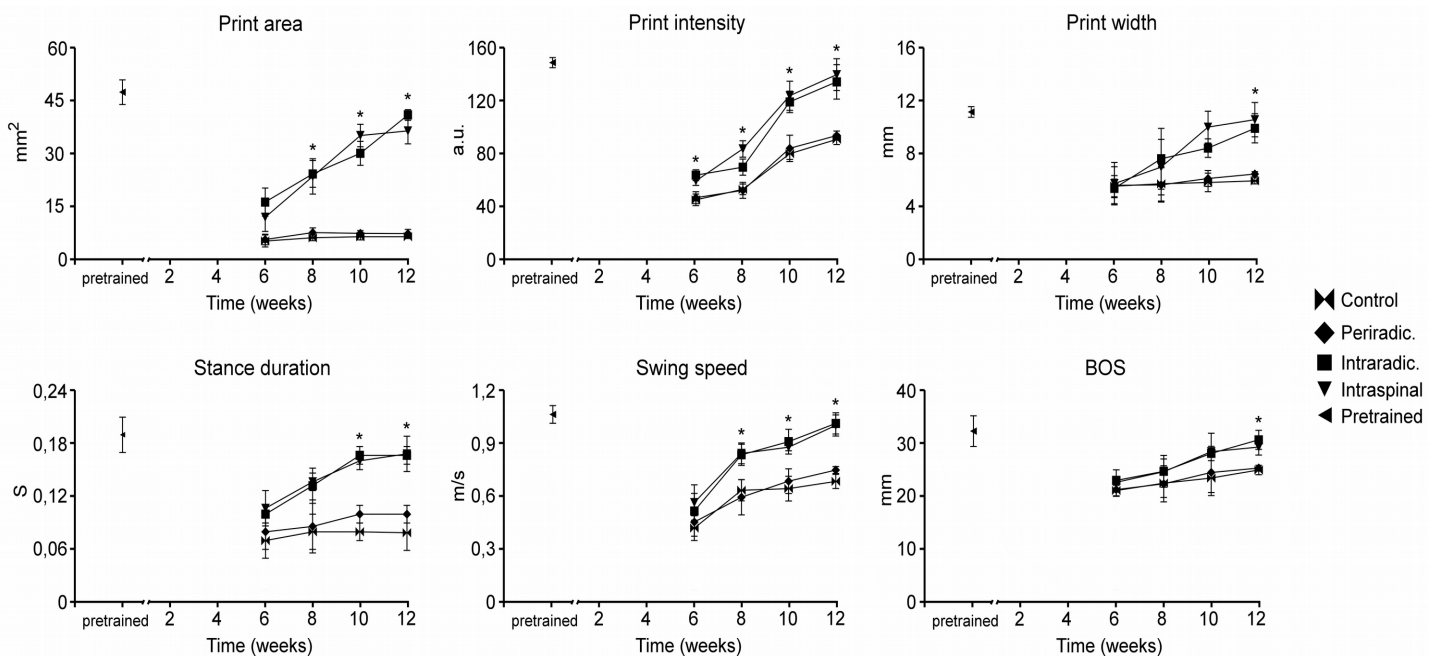 Print area
60
45
30
15
0
mm²
*
*
*
pretrained
2
4
6
8
10
12
Time (weeks)
Print intensity
160
120
80
40
0
a.u.
*
*
*
*
pretrained
2
4
6
8
10
12
Time (weeks)
Print width
16
12
8
4
0
mm
*
pretrained
2
4
6
8
10
12
Time (weeks)
Control
Periradic.
Intraradic.
Intraspinal
Pretrained
Stance duration
0,24
0,18
0,12
0,06
0
S
*
*
pretrained
2
4
6
8
10
12
Time (weeks)
Swing speed
1,2
0,9
0,6
0,3
0
m/s
*
*
*
pretrained
2
4
6
8
10
12
Time (weeks)
BOS
40
30
20
10
0
mm
*
pretrained
2
4
6
8
10
12
Time (weeks)